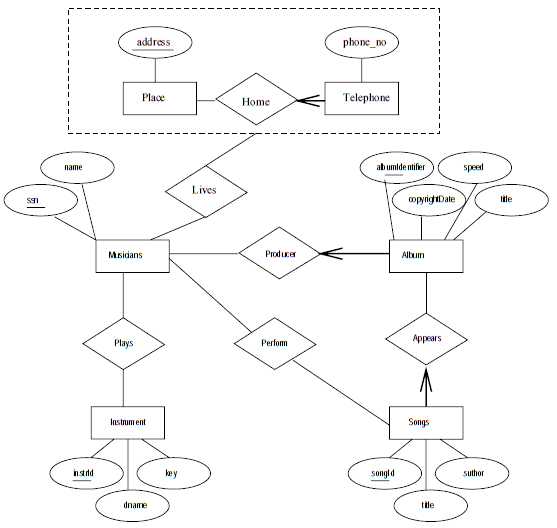 address
phone_no
Place
Home
Telephone
name
ssn
Lives
albumIdentifier
speed
copyrightDate
title
Musicians
Producer
Album
Plays
Perform
Appears
Instrument
Songs
instrId
key
dname
songId
suthor
title